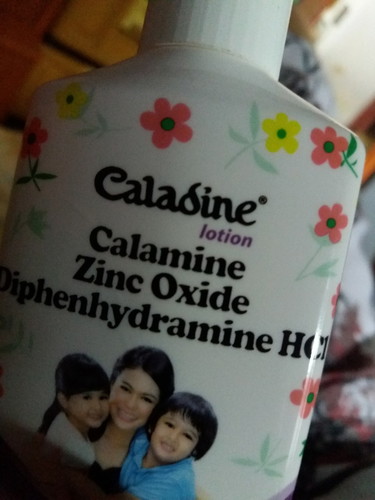 Caladine®
lotion
Calamine
Zinc Oxide
Diphenhydramine HCl